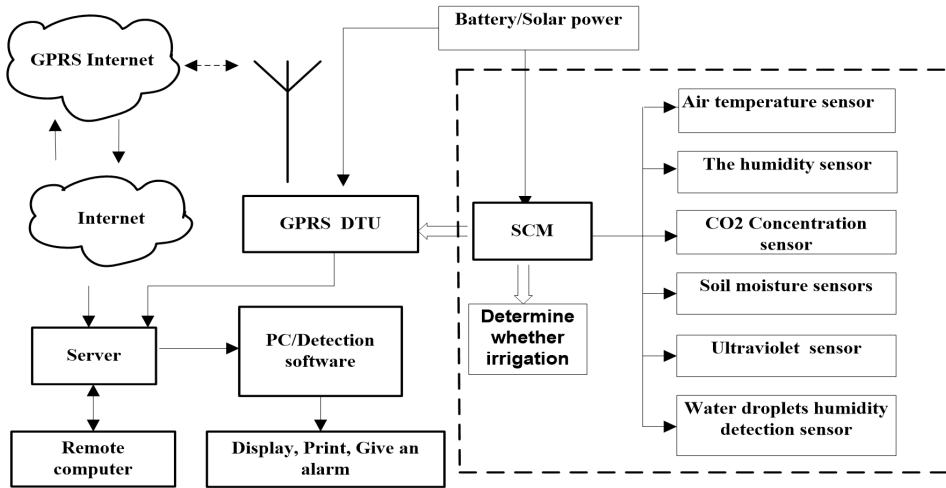 Battery/Solar power
GPRS Internet
Air temperature sensor
The humidity sensor
Internet
GPRS DTU
SCM
CO2 Concentration
sensor
Soil moisture sensors
Determine
whether
irrigation
Server
PC/Detection
software
Ultraviolet sensor
Water droplets humidity
detection sensor
Remote
computer
Display, Print, Give an
alarm